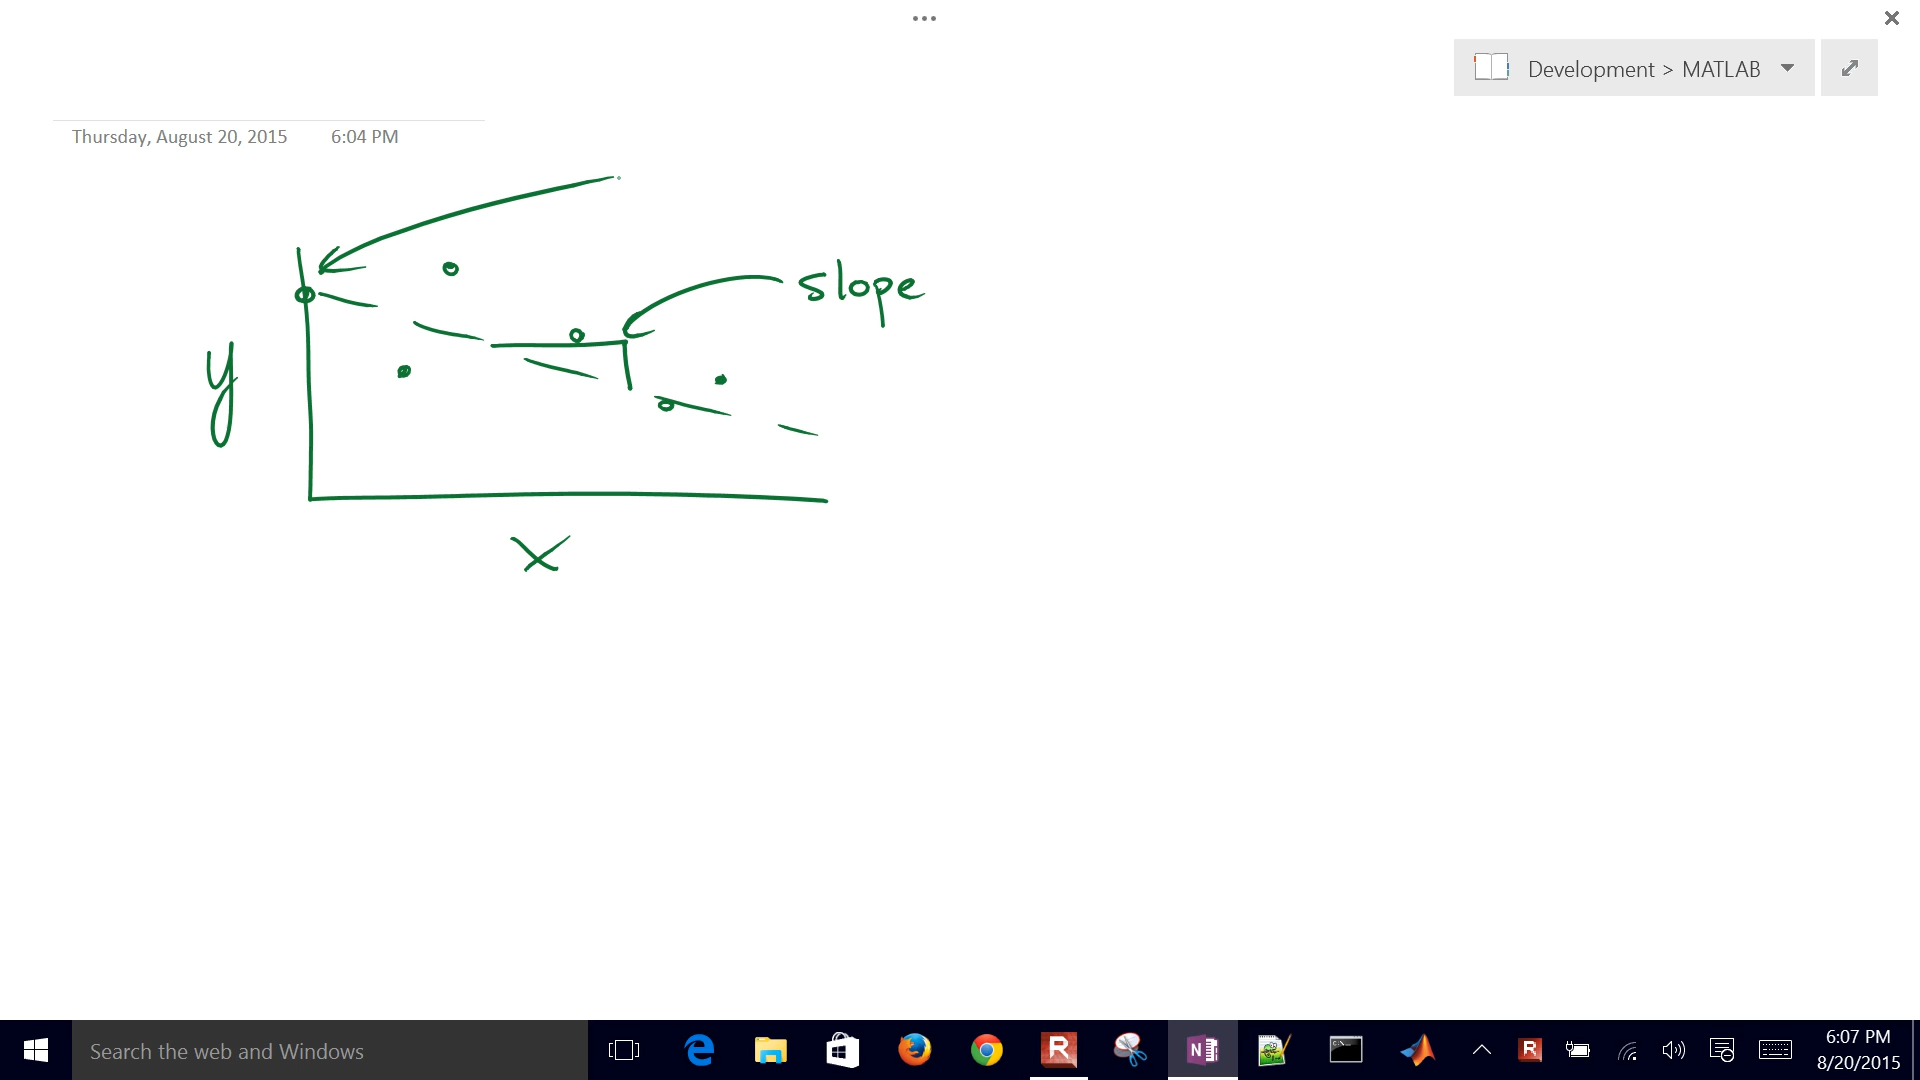 Development > MATLAB
Thursday, August 20, 2015 6:04 PM
slope
y
x
Search the web and Windows
6:07 PM
8/20/2015